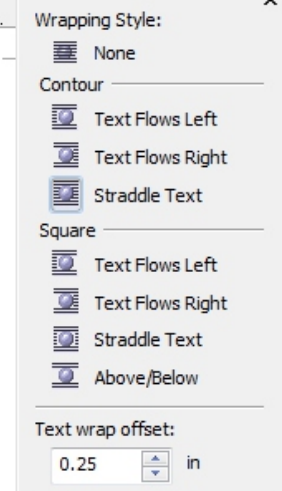 Wrapping Style:
None
Contour
Text Flows Left
Text Flows Right
Straddle Text
Square
Text Flows Left
Text Flows Right
Straddle Text
Above/Below
Text wrap offset:
0.25 in